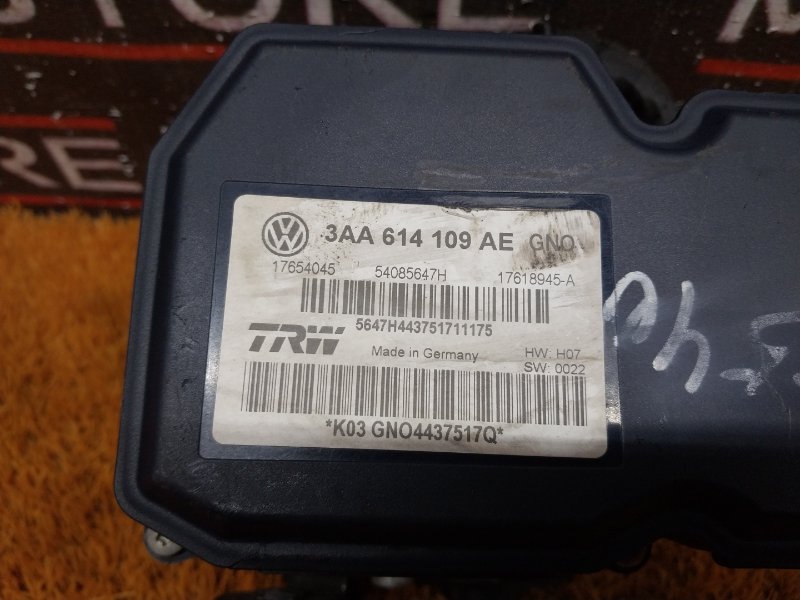 STORE
3AA 614 109 AE GNO
17654045 54085647H 17618945-A
5647H443751711175
TRW Made in Germany HW: H07
SW: 0022
*K03 GNO4437517Q*